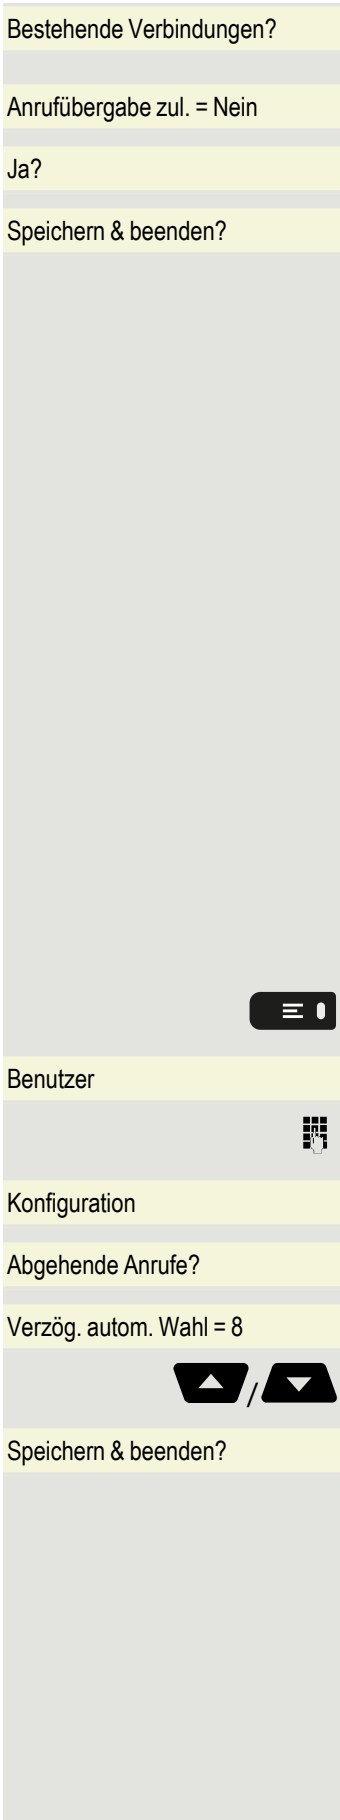 Bestehende Verbindungen?
Anrufübergabe zul. = Nein
Ja?
Speichern & beenden?
Benutzer
Konfiguration
Abgehende Anrufe?
Verzög. autom. Wahl = 8
/
Speichern & beenden?